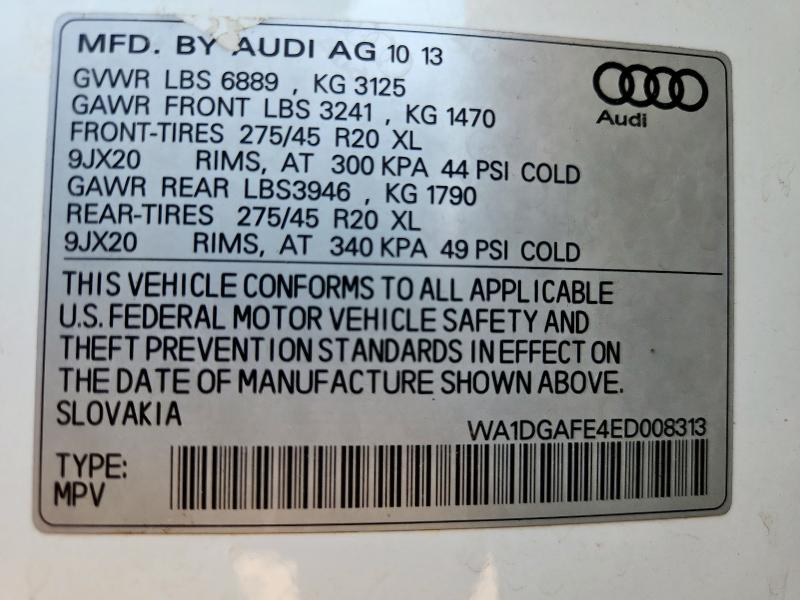 MFD. BY AUDI AG 10 13
GVWR LBS 6889 , KG 3125
GAWR FRONT LBS 3241 , KG 1470
FRONT-TIRES 275/45 R20 XL
9JX20 RIMS, AT 300 KPA 44 PSI COLD
GAWR REAR LBS3946 , KG 1790
REAR-TIRES 275/45 R20 XL
9JX20 RIMS, AT 340 KPA 49 PSI COLD
Audi
THIS VEHICLE CONFORMS TO ALL APPLICABLE
U.S. FEDERAL MOTOR VEHICLE SAFETY AND
THEFT PREVENTION STANDARDS IN EFFECT ON
THE DATE OF MANUFACTURE SHOWN ABOVE.
SLOVAKIA
WA1DGAFE4ED008313
TYPE:
MPV